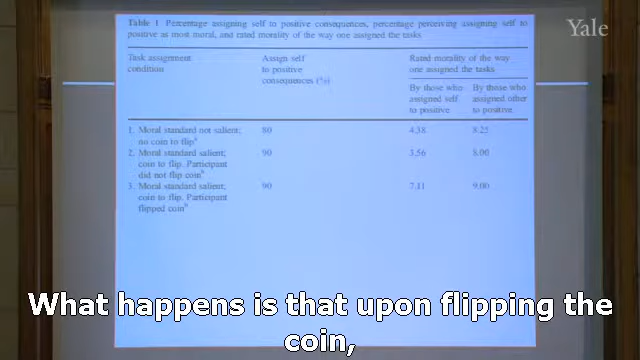 Table 1 Percentage assigning self to positive consequences, percentage perceiving assigning self to
positive as most moral, and rated morality of the way one assigned the tasks
Yale
Task assignment
condition
Assign self
to positive
consequences (%)
Rated morality of the way
one assigned the tasks
By those who
assigned self
to positive
By those who
assigned other
to positive
1. Moral standard not salient;
no coin to flipᵃ
80
4.38
8.25
2. Moral standard salient;
coin to flip. Participant
did not flip coinᵇ
90
3.56
8.00
3. Moral standard salient;
coin to flip. Participant
flipped coinᵇ
90
7.11
9.00
What happens is that upon flipping the
coin,